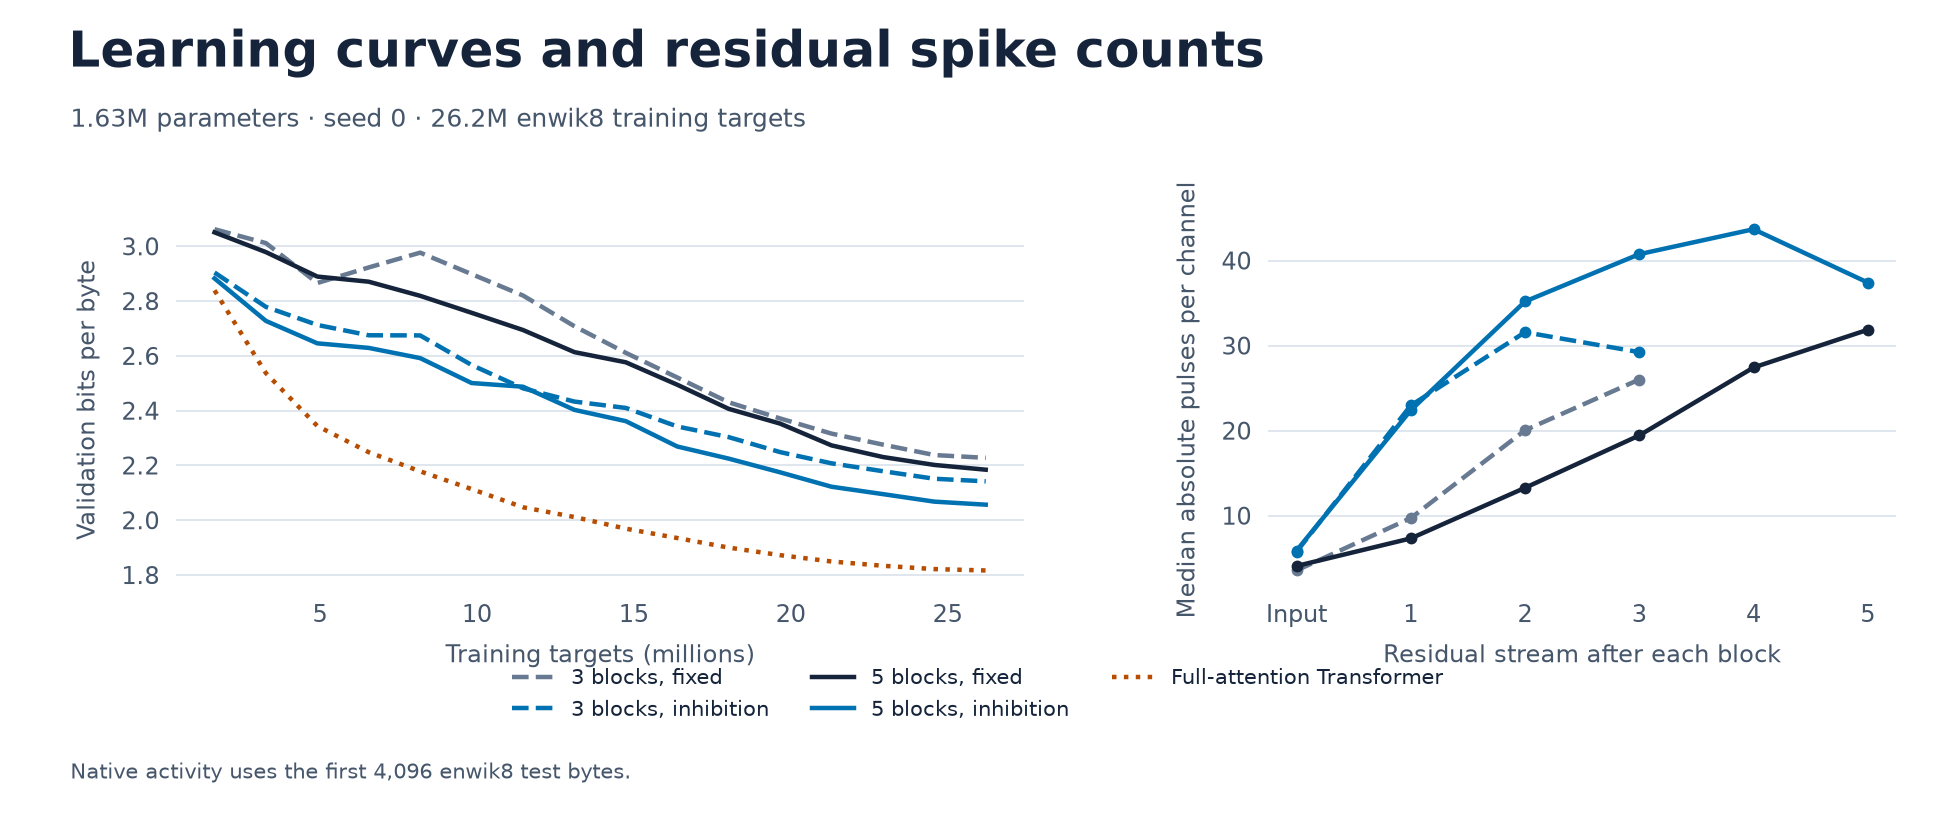 Learning curves and residual spike counts
1.63M parameters · seed 0 · 26.2M enwik8 training targets
Validation bits per byte
3.0
2.8
2.6
2.4
2.2
2.0
1.8
5 10 15 20 25
Training targets (millions)
Median absolute pulses per channel
40
30
20
10
Input 1 2 3 4 5
Residual stream after each block
3 blocks, fixed 5 blocks, fixed Full-attention Transformer
3 blocks, inhibition 5 blocks, inhibition
Native activity uses the first 4,096 enwik8 test bytes.